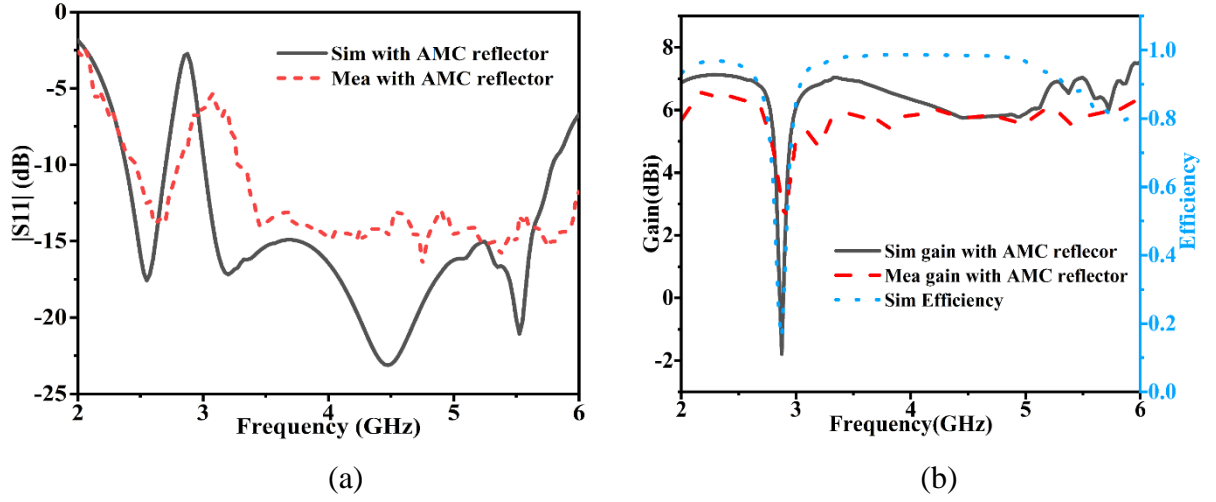 0
-5
-10
-15
-20
-25
|S11| (dB)
Sim with AMC reflector
Mea with AMC reflector
2
3
4
5
6
Frequency (GHz)
(a)
8
6
4
2
0
-2
Gain(dBi)
Sim gain with AMC reflecor
Mea gain with AMC reflector
Sim Efficiency
1.0
0.8
0.6
0.4
0.2
0.0
Efficiency
2
3
4
5
6
Frequency(GHz)
(b)